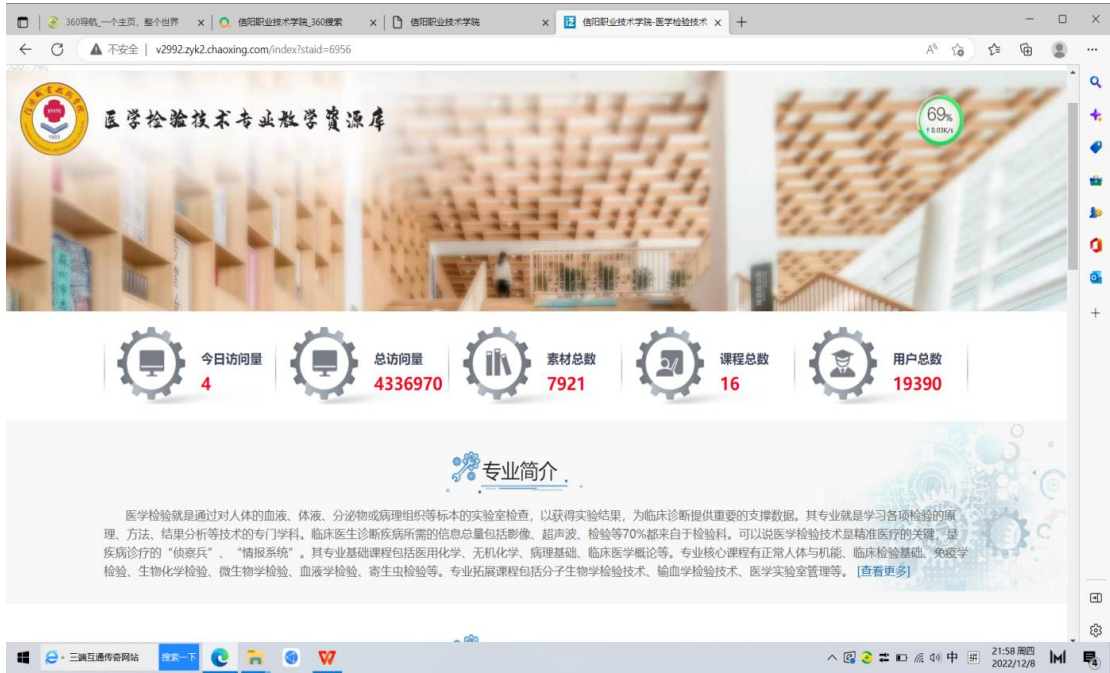 360导航_一个主页，整个世界
信阳职业技术学院_360搜索
信阳职业技术学院
信阳职业技术学院-医学检验技术
不安全 | v2992.zyk2.chaoxing.com/index?staid=6956
医学检验技术专业教学资源库
69%
↑ 0.03K/s
今日访问量
4
总访问量
4336970
素材总数
7921
课程总数
16
用户总数
19390
专业简介
医学检验就是通过对人体的血液、体液、分泌物或病理组织等标本的实验室检查，以获得实验结果，为临床诊断提供重要的支撑数据。其专业就是学习各项检验的原
理、方法、结果分析等技术的专门学科。临床医生诊断疾病所需的信息总量包括影像、超声波、检验等70%都来自于检验科。可以说医学检验技术是精准医疗的关键，是
疾病诊疗的“侦察兵”、“情报系统”。其专业基础课程包括医用化学、无机化学、病理基础、临床医学概论等。专业核心课程有正常人体与机能、临床检验基础、免疫学
检验、生物化学检验、微生物学检验、血液学检验、寄生虫检验等。专业拓展课程包括分子生物学检验技术、输血学检验技术、医学实验室管理等。 [查看更多]
三端互通传奇网站
搜索一下
中
拼
21:58 周四
2022/12/8
4